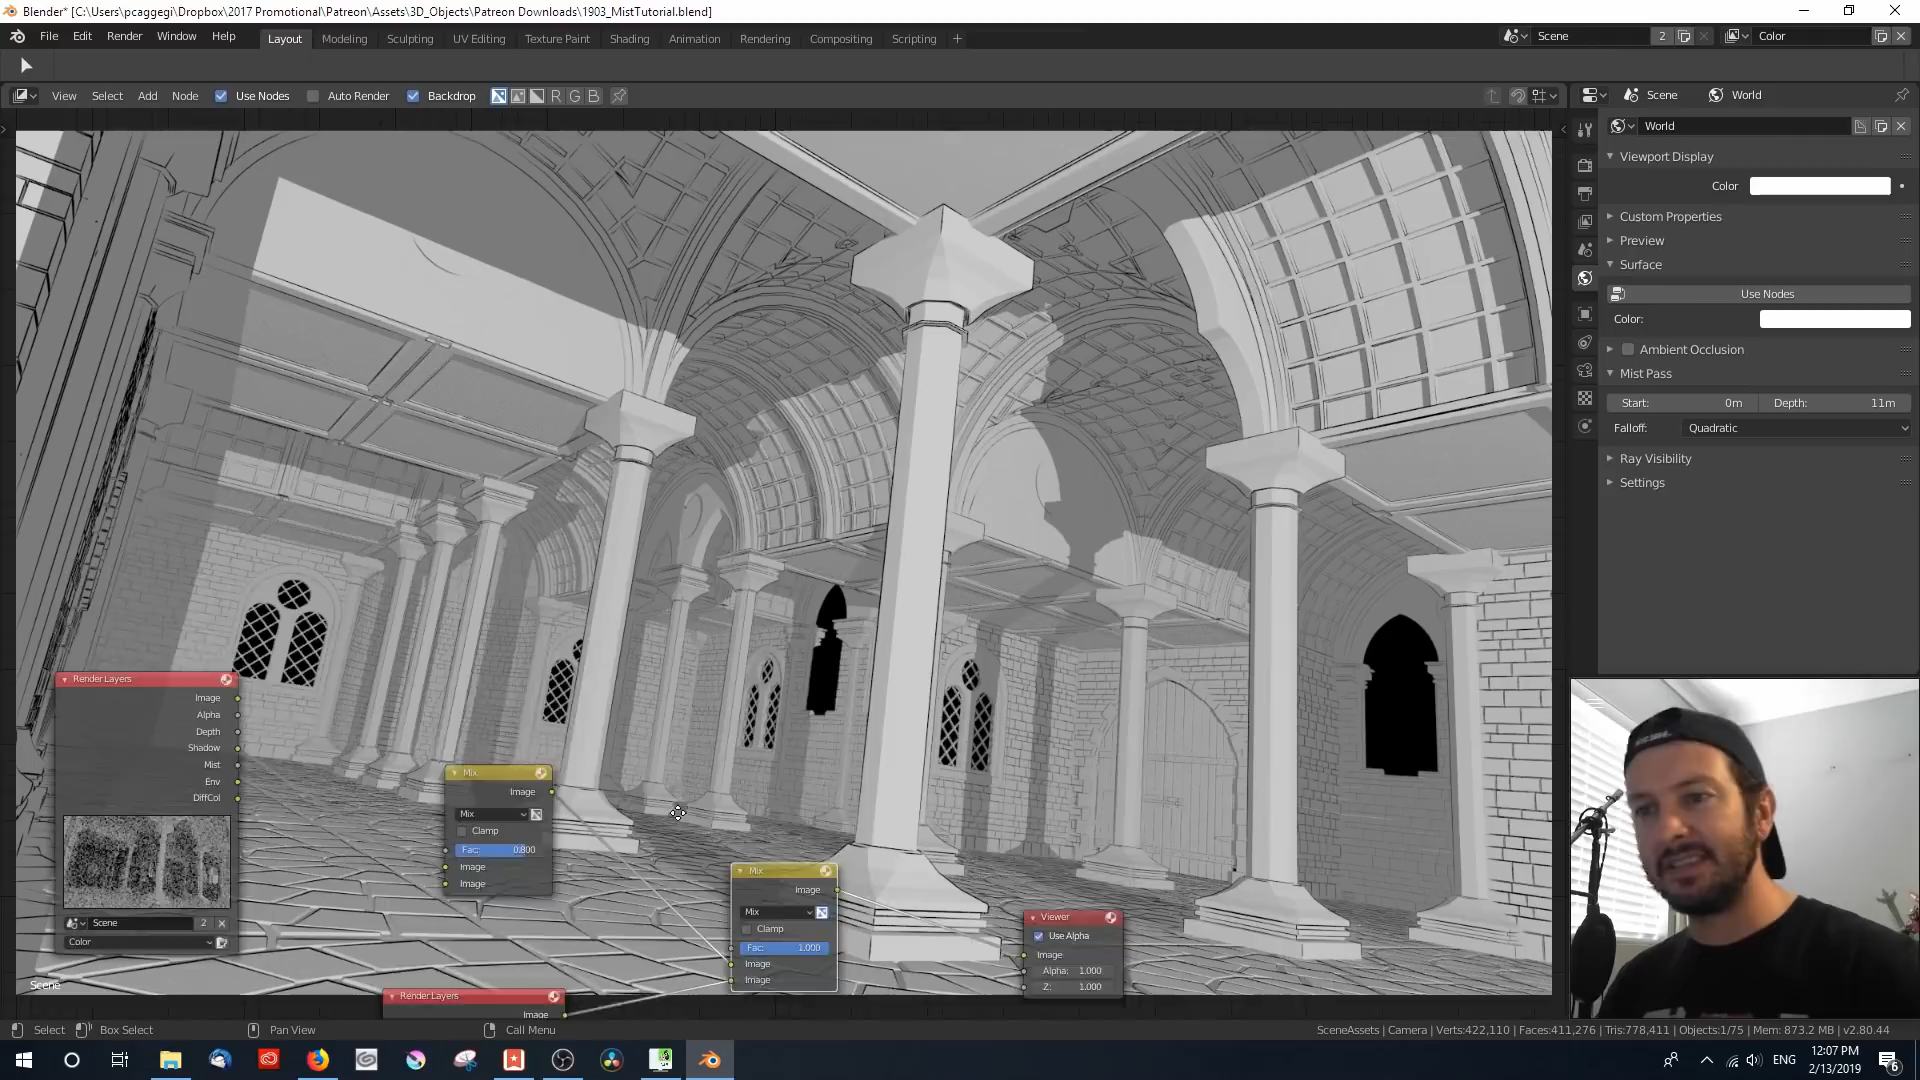 Blender* [C:\Users\pcaggegi\Dropbox\2017 Promotional\Patreon\Assets\3D_Objects\Patreon Downloads\1903_MistTutorial.blend]
File Edit Render Window Help Layout Modeling Sculpting UV Editing Texture Paint Shading Animation Rendering Compositing Scripting + Scene 2 Color
View Select Add Node Use Nodes Auto Render Backdrop R G B Scene World
World
Viewport Display
Color
Custom Properties
Preview
Surface
Use Nodes
Color:
Ambient Occlusion
Mist Pass
Start: 0m Depth: 11m
Falloff: Quadratic
Ray Visibility
Settings
Render Layers
Image
Alpha
Depth
Shadow
Mist
Env
DiffCol
Scene 2
Color
Mix
Image
Mix
Clamp
Fac: 0.800
Image
Image
Mix
Image
Mix
Clamp
Fac: 1.000
Image
Image
Viewer
Use Alpha
Image
Alpha: 1.000
Z: 1.000
Scene
Render Layers
Image
Select Box Select Pan View Call Menu SceneAssets | Camera | Verts:422,110 | Faces:411,276 | Tris:778,411 | Objects:1/75 | Mem: 873.2 MB | v2.80.44
ENG 12:07 PM
2/13/2019 6